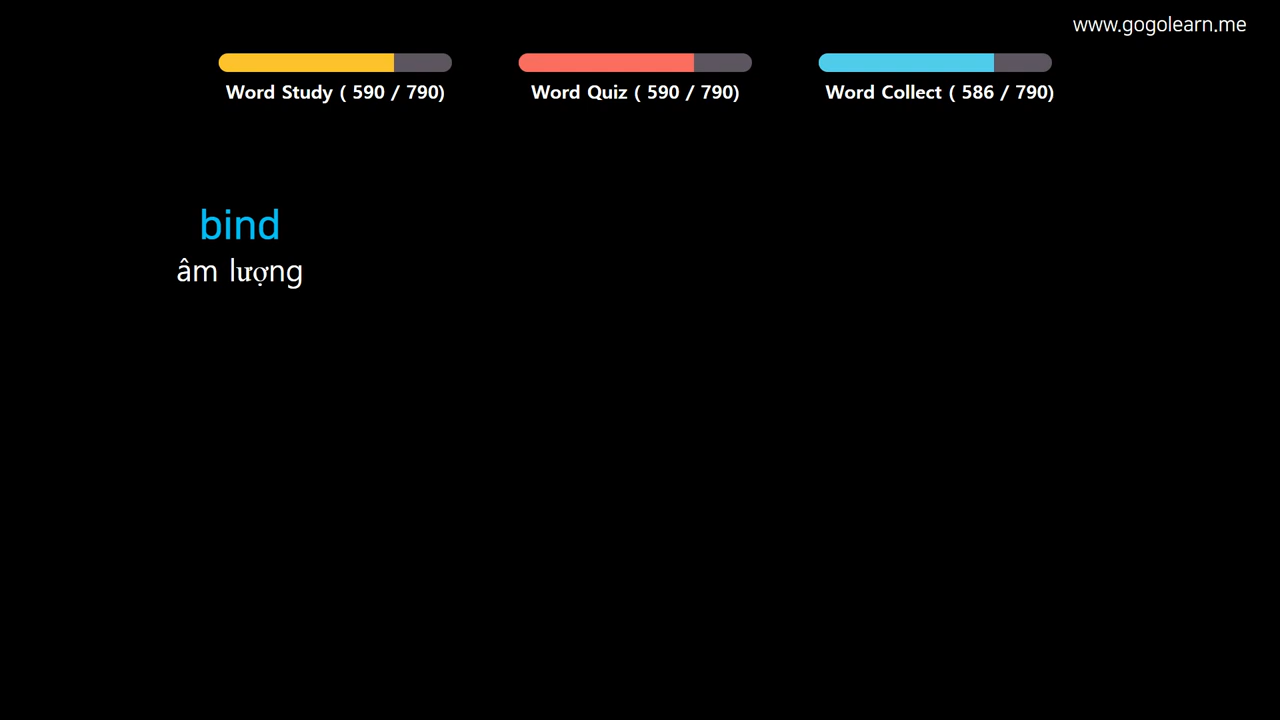 www.gogolearn.me
Word Study ( 590 / 790)
Word Quiz ( 590 / 790)
Word Collect ( 586 / 790)
bind
âm lượng